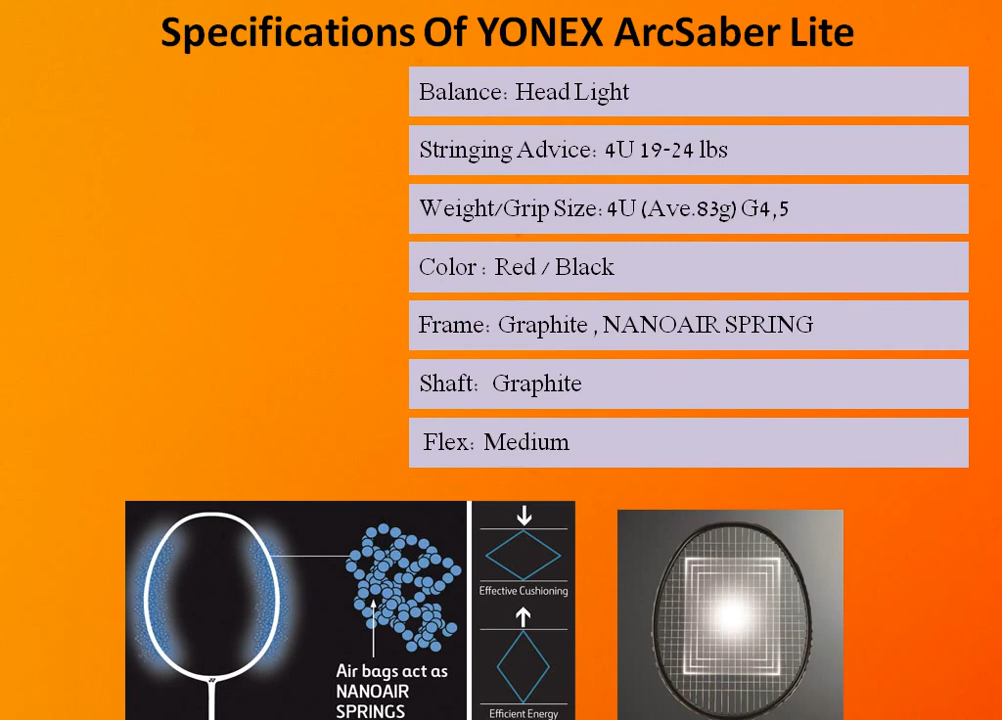 Specifications Of YONEX ArcSaber Lite
Balance: Head Light
Stringing Advice: 4U 19-24 lbs
Weight/Grip Size: 4U (Ave.83g) G4,5
Color : Red / Black
Frame: Graphite , NANOAIR SPRING
Shaft: Graphite
Flex: Medium
Effective Cushioning
Air bags act as
NANOAIR
SPRINGS
Efficient Energy